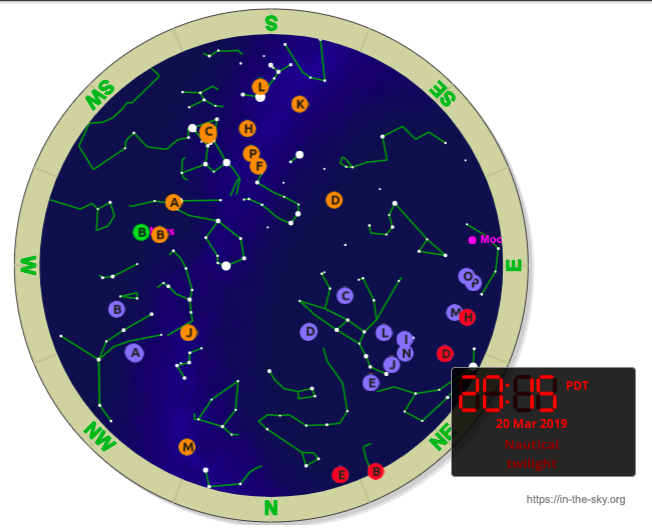 S
SW
SE
L
K
C
H
P
F
A
D
B
B
Moo
W
E
O
P
C
B
M
H
J
D
L
I
N
A
D
J
E
20:15 PDT
20 Mar 2019
Nautical
twilight
NW
NE
M
E
B
N
https://in-the-sky.org